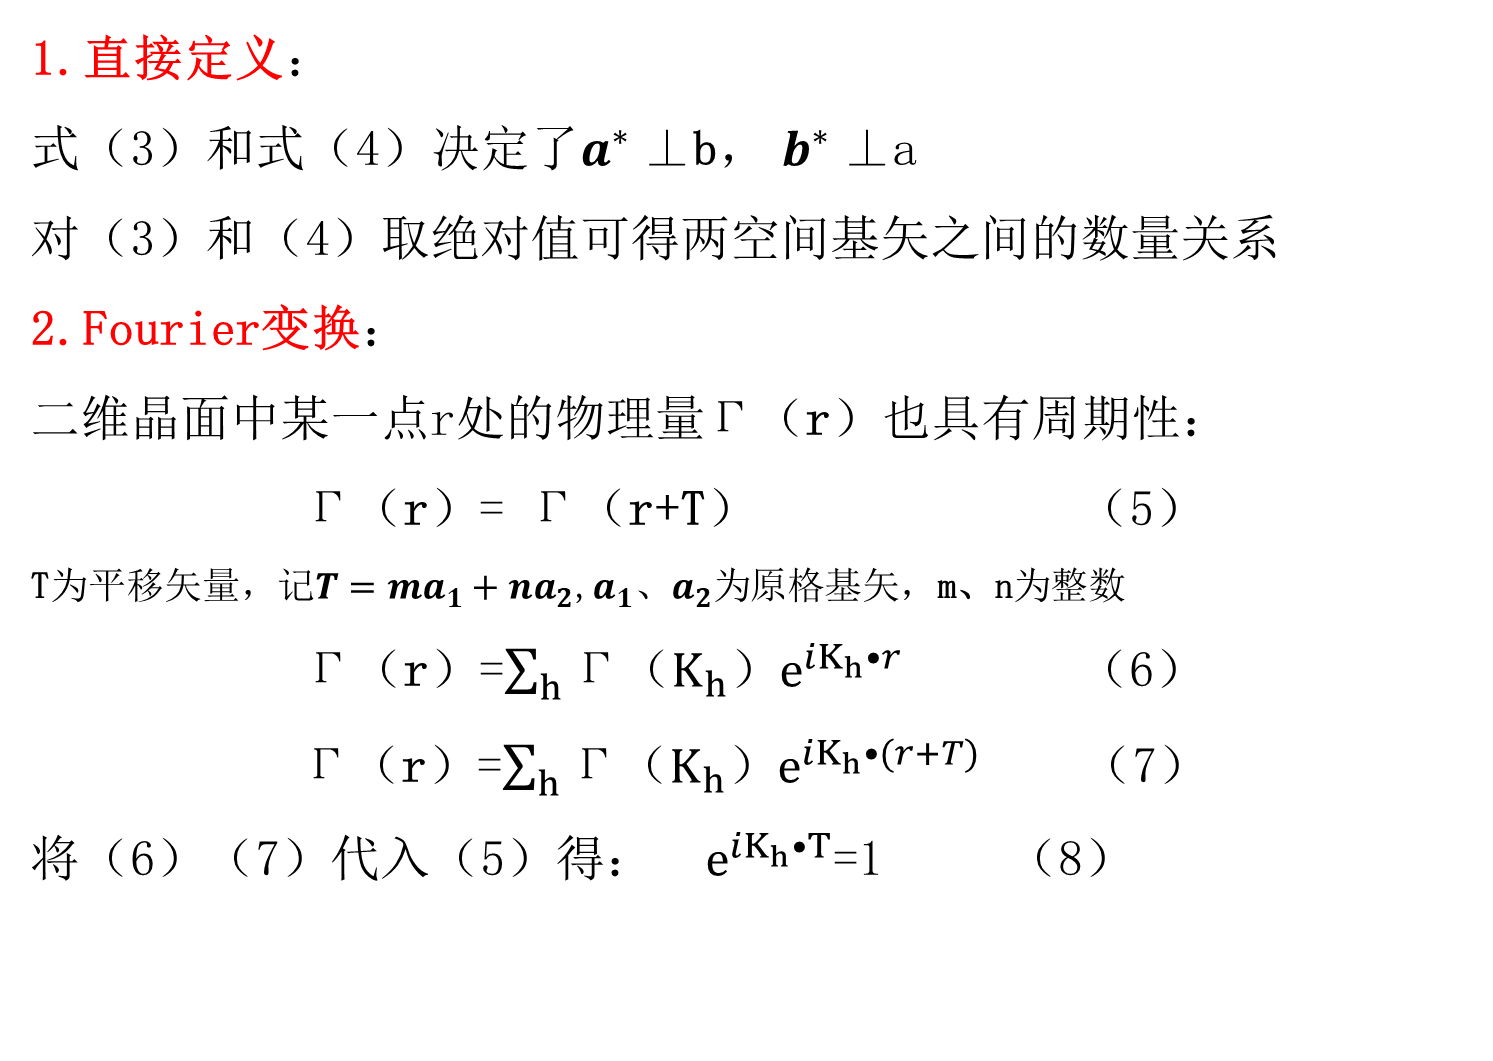 1.直接定义：
式（3）和式（4）决定了a* ⊥b， b* ⊥a
对（3）和（4）取绝对值可得两空间基矢之间的数量关系
2.Fourier变换：
二维晶面中某一点r处的物理量Γ（r）也具有周期性：
Γ（r）= Γ（r+T） （5）
T为平移矢量，记T = ma₁ + na₂, a₁、a₂为原格基矢，m、n为整数
Γ（r）=∑ₕ Γ（Kₕ）e^{iKₕ•r} （6）
Γ（r）=∑ₕ Γ（Kₕ）e^{iKₕ•(r+T)} （7）
将（6）（7）代入（5）得： e^{iKₕ•T}=1 （8）